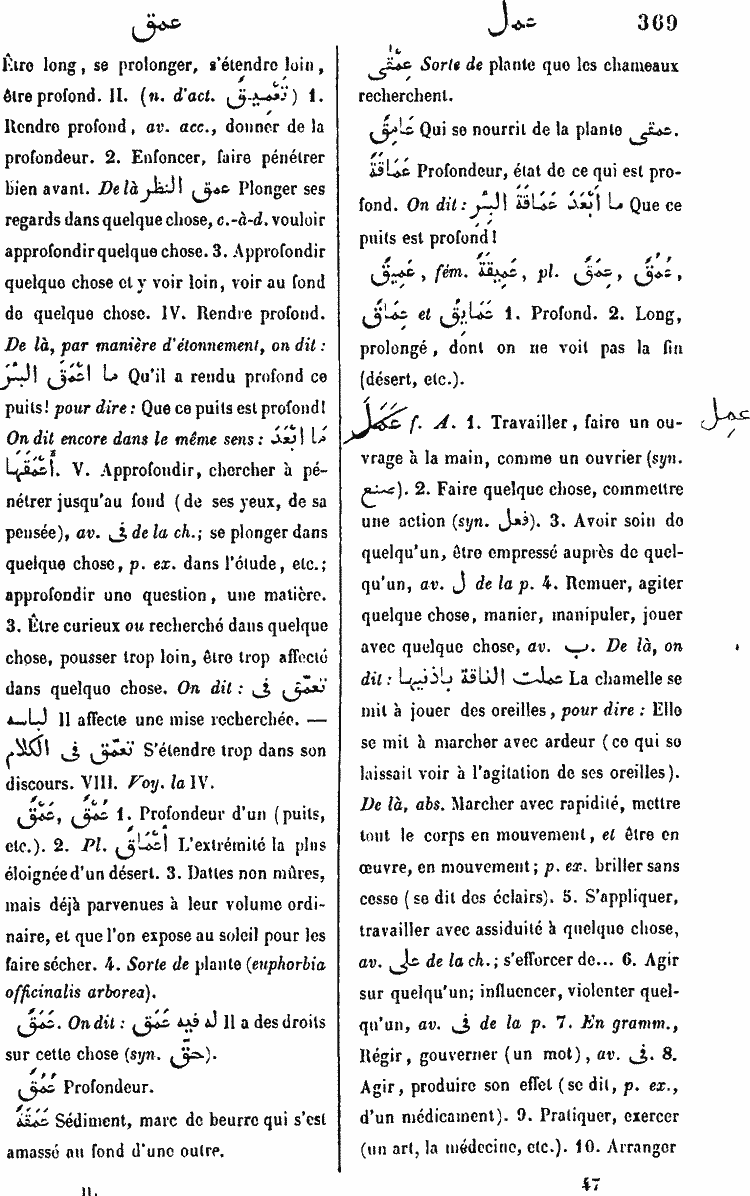 عمق
عمل
369
Être long, se prolonger, s'étendre loin,
être profond. II. (n. d'act. تَعْمِيق) 1.
Rendre profond, av. acc., donner de la
profondeur. 2. Enfoncer, faire pénétrer
bien avant. De là عمق النظر Plonger ses
regards dans quelque chose, c.-à-d. vouloir
approfondir quelque chose. 3. Approfondir
quelque chose et y voir loin, voir au fond
de quelque chose. IV. Rendre profond.
De là, par manière d'étonnement, on dit :
ما اعْمَقَ البِئْرَ Qu'il a rendu profond ce
puits! pour dire : Que ce puits est profond!
On dit encore dans le même sens : مَا ابْعَدَ
أَعْمَقَهَا. V. Approfondir, chercher à pé-
nétrer jusqu'au fond (de ses yeux, de sa
pensée), av. فى de la ch.; se plonger dans
quelque chose, p. ex. dans l'étude, etc.;
approfondir une question, une matière.
3. Être curieux ou recherché dans quelque
chose, pousser trop loin, être trop affecté
dans quelque chose. On dit : تعمّق فى
لباسه Il affecte une mise recherchée. —
تعمّق فى الكلام S'étendre trop dans son
discours. VIII. Voy. la IV.
عَمْق, عُمْق 1. Profondeur d'un (puits,
etc.). 2. Pl. أَعْمَاق L'extrémité la plus
éloignée d'un désert. 3. Dattes non mûres,
mais déjà parvenues à leur volume ordi-
naire, et que l'on expose au soleil pour les
faire sécher. 4. Sorte de plante (euphorbia
officinalis arborea).
عَمَق. On dit : له فيه عَمَق Il a des droits
sur cette chose (syn. حَقّ).
عُمُق Profondeur.
عَمَقَة Sédiment, marc de beurre qui s'est
amassé au fond d'une outre.
II.
عِمْقَى Sorte de plante que les chameaux
recherchent.
عَامِق Qui se nourrit de la plante عمقى.
عَمَاقَة Profondeur, état de ce qui est pro-
fond. On dit : ما أَبْعَدَ عَمَاقَةَ البِئْر Que ce
puits est profond!
عَمِيق, fém. عَمِيقَة, pl. عُمُق, عِمَق,
عِمَاق et عَمَايِق 1. Profond. 2. Long,
prolongé, dont on ne voit pas la fin
(désert, etc.).
عَمَلَ f. A. 1. Travailler, faire un ou-
عمِل
vrage à la main, comme un ouvrier (syn.
صنع). 2. Faire quelque chose, commettre
une action (syn. فعل). 3. Avoir soin de
quelqu'un, être empressé auprès de quel-
qu'un, av. ل de la p. 4. Remuer, agiter
quelque chose, manier, manipuler, jouer
avec quelque chose, av. ب. De là, on
dit : عملت الناقة باذنيها La chamelle se
mit à jouer des oreilles, pour dire : Elle
se mit à marcher avec ardeur (ce qui se
laissait voir à l'agitation de ses oreilles).
De là, abs. Marcher avec rapidité, mettre
tout le corps en mouvement, et être en
œuvre, en mouvement; p. ex. briller sans
cesse (se dit des éclairs). 5. S'appliquer,
travailler avec assiduité à quelque chose,
av. على de la ch.; s'efforcer de... 6. Agir
sur quelqu'un; influencer, violenter quel-
qu'un, av. فى de la p. 7. En gramm.,
Régir, gouverner (un mot), av. فى. 8.
Agir, produire son effet (se dit, p. ex.,
d'un médicament). 9. Pratiquer, exercer
(un art, la médecine, etc.). 10. Arranger
47